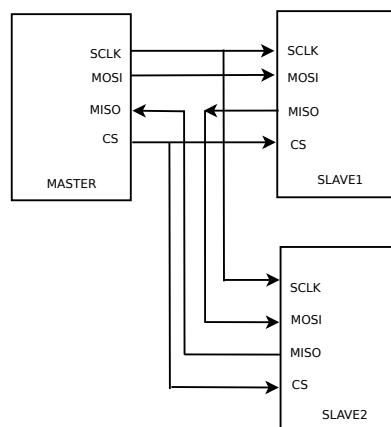 SCLK
MOSI
MISO
CS
MASTER
SCLK
MOSI
MISO
CS
SLAVE1
SCLK
MOSI
MISO
CS
SLAVE2